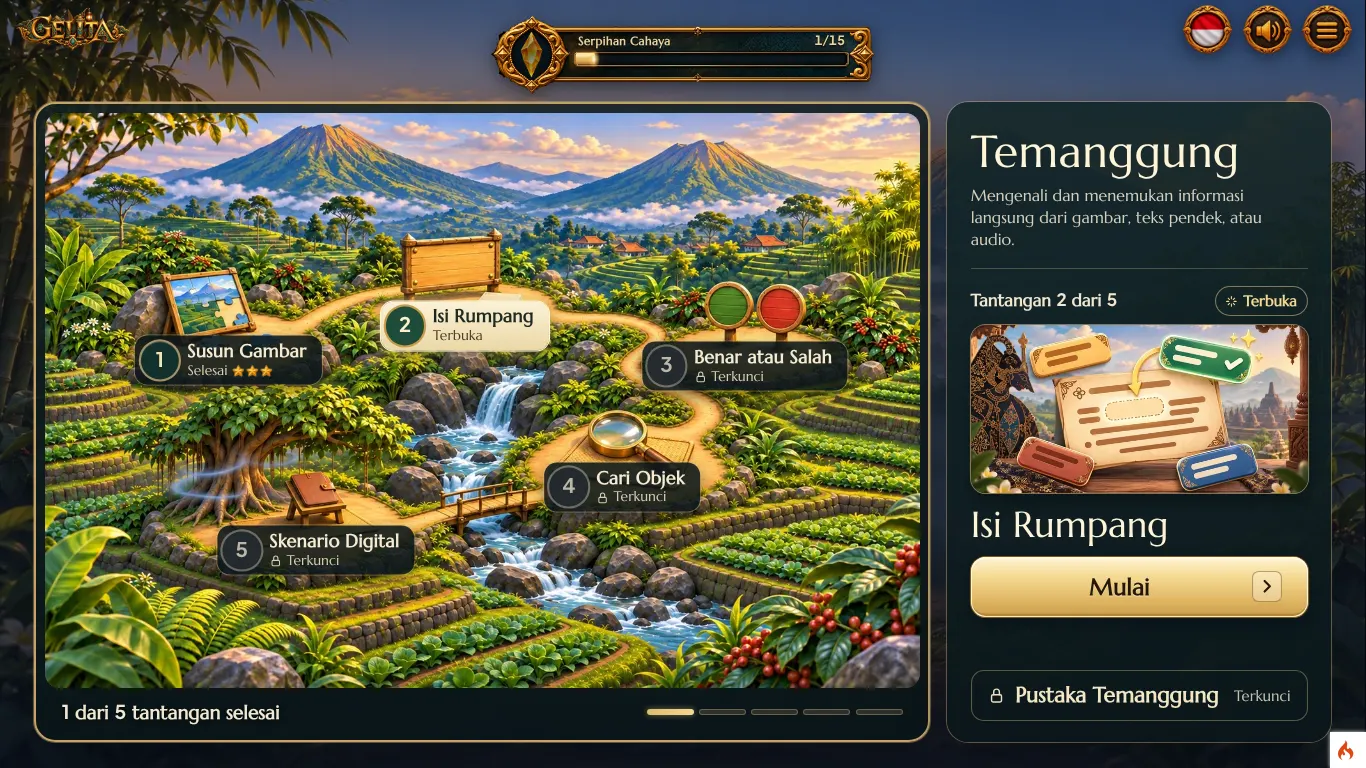 GELITA
Serpihan Cahaya 1/15
Temanggung
Mengenali dan menemukan informasi
langsung dari gambar, teks pendek, atau
audio.
Tantangan 2 dari 5
Terbuka
Isi Rumpang
Mulai
Pustaka Temanggung Terkunci
1 Susun Gambar
Selesai
2 Isi Rumpang
Terbuka
3 Benar atau Salah
Terkunci
4 Cari Objek
Terkunci
5 Skenario Digital
Terkunci
1 dari 5 tantangan selesai